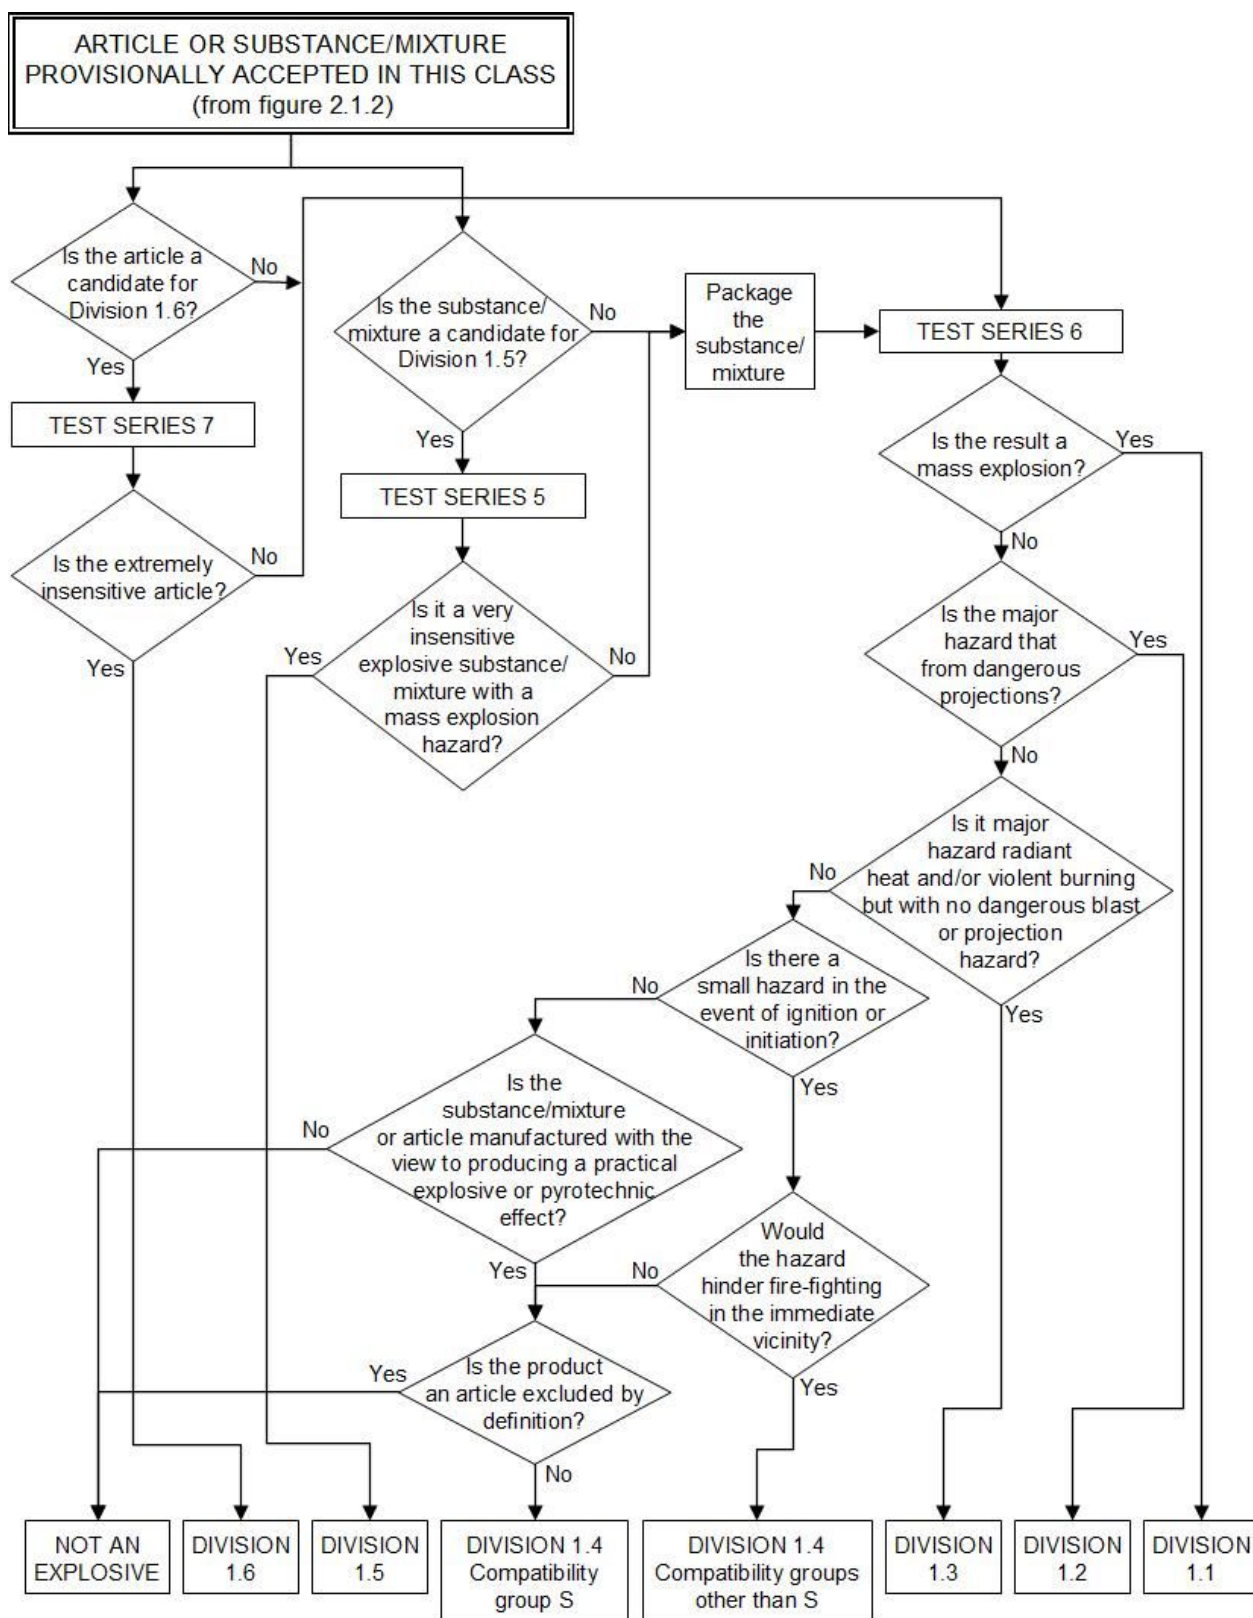 ARTICLE OR SUBSTANCE/MIXTURE
PROVISIONALLY ACCEPTED IN THIS CLASS
(from figure 2.1.2)
Is the article a
candidate for
Division 1.6?
No
Yes
TEST SERIES 7
Is the extremely
insensitive article?
No
Yes
Is the substance/
mixture a candidate for
Division 1.5?
No
Yes
TEST SERIES 5
Is it a very
insensitive
explosive substance/
mixture with a
mass explosion
hazard?
Yes
No
Package
the
substance/
mixture
TEST SERIES 6
Is the result a
mass explosion?
Yes
No
Is the major
hazard that
from dangerous
projections?
Yes
No
Is it major
hazard radiant
heat and/or violent burning
but with no dangerous blast
or projection
hazard?
No
Yes
Is there a
small hazard in the
event of ignition or
initiation?
No
Yes
Is the
substance/mixture
or article manufactured with the
view to producing a practical
explosive or pyrotechnic
effect?
No
Yes
Would
the hazard
hinder fire-fighting
in the immediate
vicinity?
No
Yes
Is the product
an article excluded by
definition?
Yes
No
NOT AN
EXPLOSIVE
DIVISION
1.6
DIVISION
1.5
DIVISION 1.4
Compatibility
group S
DIVISION 1.4
Compatibility groups
other than S
DIVISION
1.3
DIVISION
1.2
DIVISION
1.1